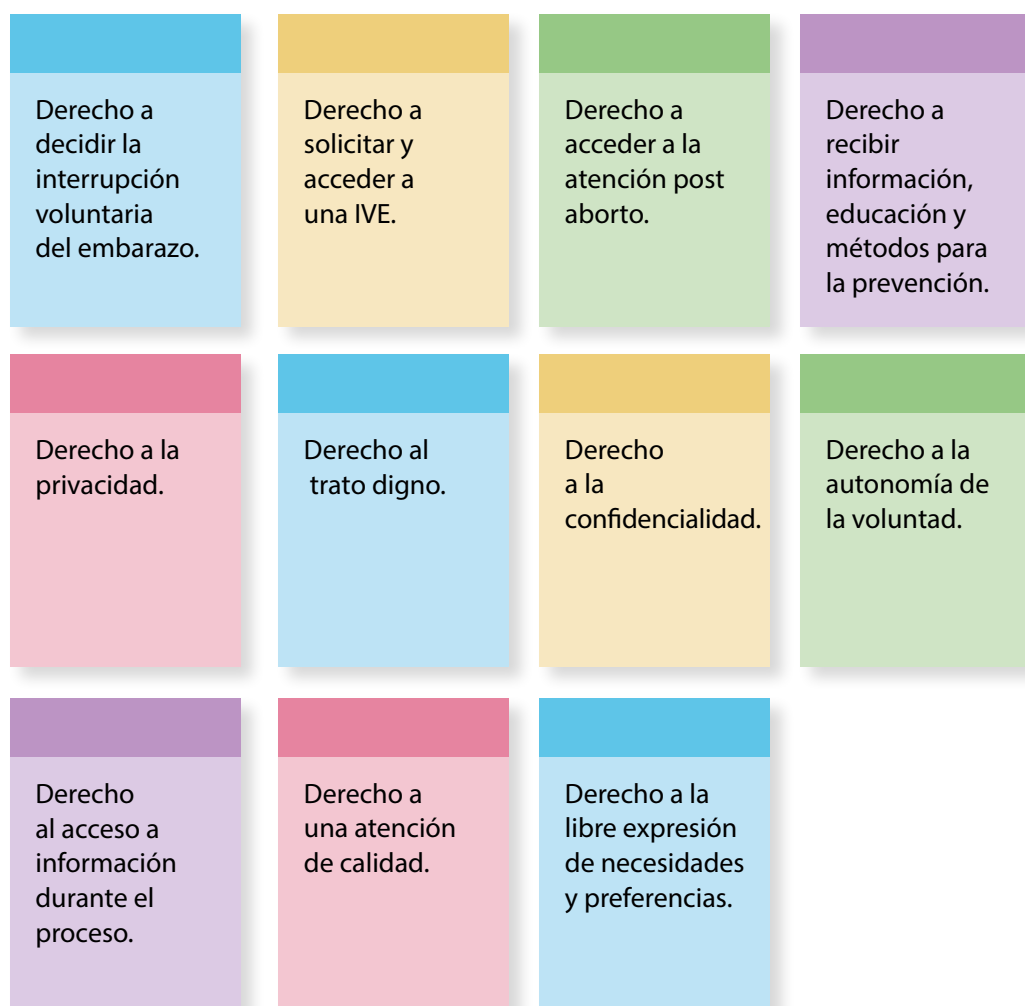 Derecho a
decidir la
interrupción
voluntaria
del embarazo.
Derecho a
solicitar y
acceder a
una IVE.
Derecho a
acceder a la
atención post
aborto.
Derecho a
recibir
información,
educación y
métodos para
la prevención.
Derecho a la
privacidad.
Derecho al
trato digno.
Derecho
a la
confidencialidad.
Derecho a la
autonomía de
la voluntad.
Derecho
al acceso a
información
durante el
proceso.
Derecho a
una atención
de calidad.
Derecho a la
libre expresión
de necesidades
y preferencias.